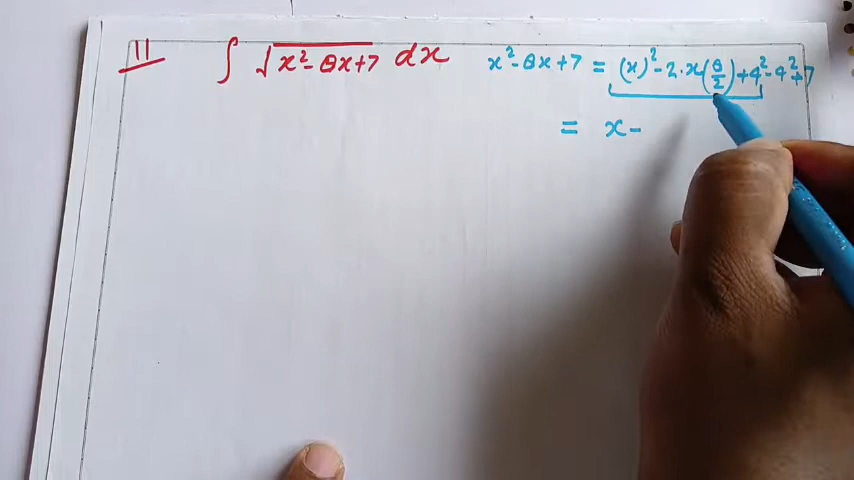 11 ∫ √(x² - 8x + 7) dx x² - 8x + 7 = (x)² - 2·x(8/2) + 4² - 4² + 7
= x -